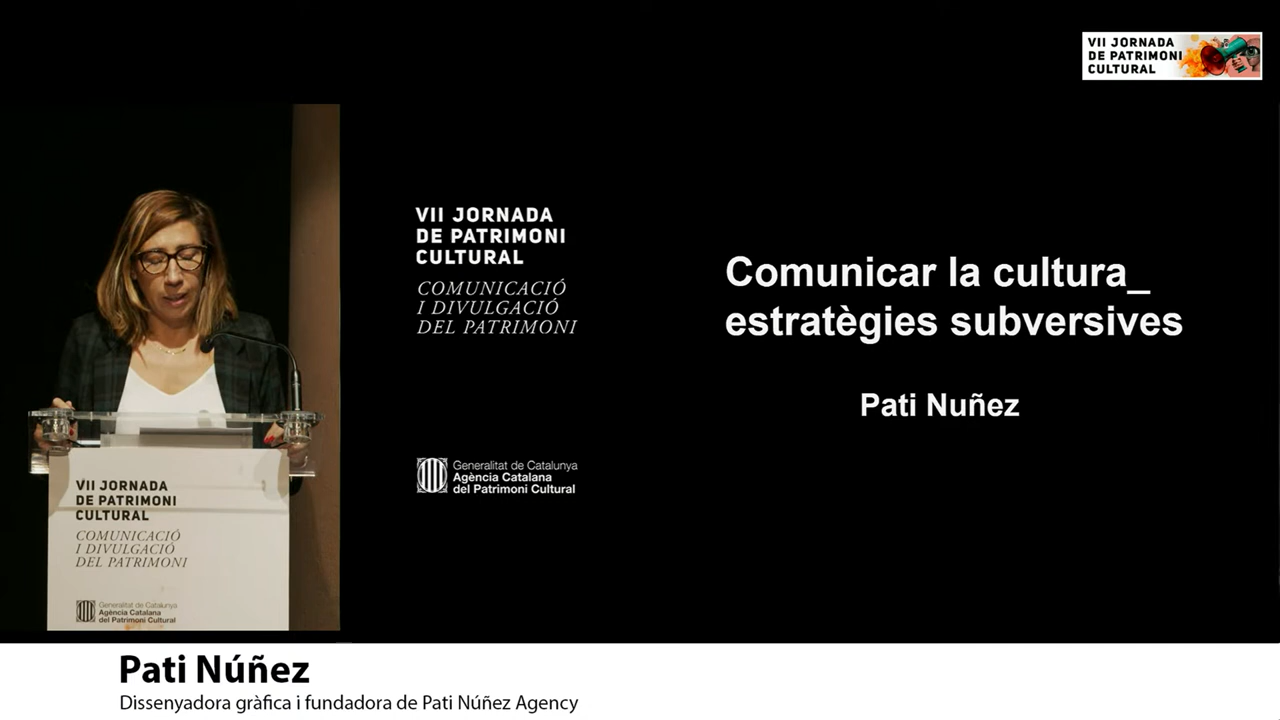 VII JORNADA
DE PATRIMONI
CULTURAL
VII JORNADA
DE PATRIMONI
CULTURAL
COMUNICACIÓ
I DIVULGACIÓ
DEL PATRIMONI
Generalitat de Catalunya
Agència Catalana
del Patrimoni Cultural
Comunicar la cultura_
estratègies subversives
Pati Nuñez
VII JORNADA
DE PATRIMONI
CULTURAL
COMUNICACIÓ
I DIVULGACIÓ
DEL PATRIMONI
Generalitat de Catalunya
Agència Catalana
del Patrimoni Cultural
Pati Núñez
Dissenyadora gràfica i fundadora de Pati Núñez Agency